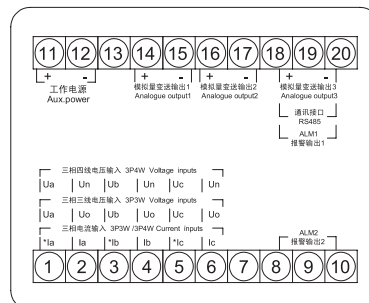 11 12 13 14 15 16 17 18 19 20
+ - + - + - + -
工作电源 模拟量变送输出1 模拟量变送输出2 模拟量变送输出3
Aux.power Analogue output1 Analogue output2 Analogue output3
通讯接口
RS485
ALM1
报警输出1
三相四线电压输入 3P4W Voltage inputs
Ua Un Ub Un Uc Un
三相三线电压输入 3P3W Voltage inputs
Ua Uo Ub Uo Uc Uo
三相电流输入 3P3W /3P4W Current inputs
*Ia Ia *Ib Ib *Ic Ic
ALM2
报警输出2
1 2 3 4 5 6 7 8 9 10